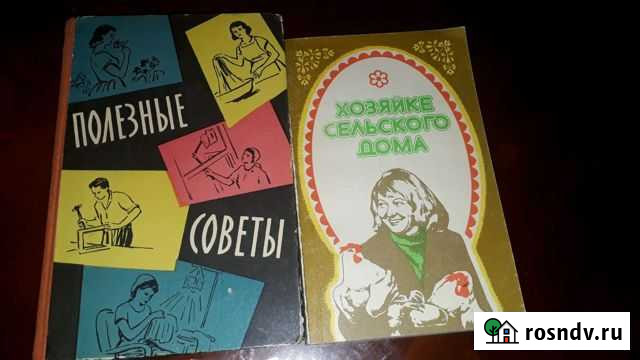 ПОЛЕЗНЫЕ
СОВЕТЫ
ХОЗЯЙКЕ
СЕЛЬСКОГО
ДОМА
rosndv.ru